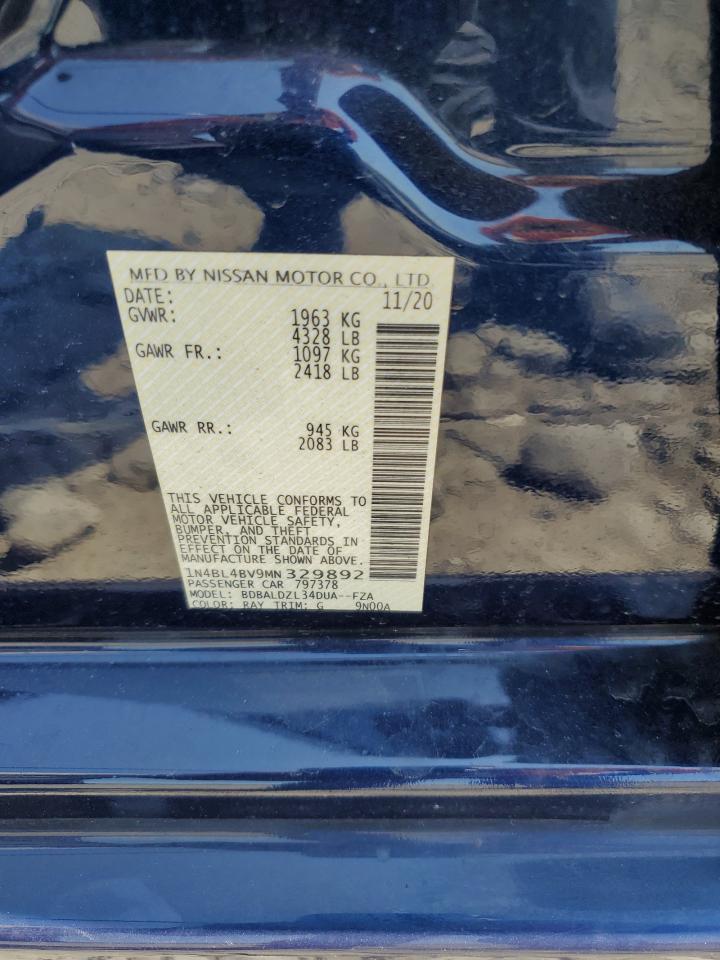 MFD BY NISSAN MOTOR CO., LTD.
DATE: 11/20
GVWR: 1963 KG
4328 LB
GAWR FR.: 1097 KG
2418 LB
GAWR RR.: 945 KG
2083 LB
THIS VEHICLE CONFORMS TO
ALL APPLICABLE FEDERAL
MOTOR VEHICLE SAFETY,
BUMPER, AND THEFT
PREVENTION STANDARDS IN
EFFECT ON THE DATE OF
MANUFACTURE SHOWN ABOVE.
1N4BL4BV9MN329892
PASSENGER CAR 797378
MODEL: BDBALDZL34DUA--FZA
COLOR: RAY TRIM: G 9N00A